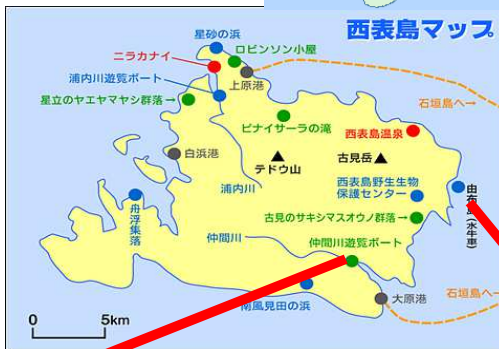 西表島マップ
星砂の浜
ロビンソン小屋
ニラカナイ
上原港
浦内川遊覧ボート
石垣島へ→
星立のヤエヤマヤシ群落→
ピナイサーラの滝
西表島温泉
白浜港
テドウ山
古見岳
浦内川
西表島野生生物
保護センター
由布島(水牛車)
舟浮集落
古見のサキシマスオウノ群落→
仲間川
仲間川遊覧ボート
南風見田の浜
大原港
石垣島へ
0 5km